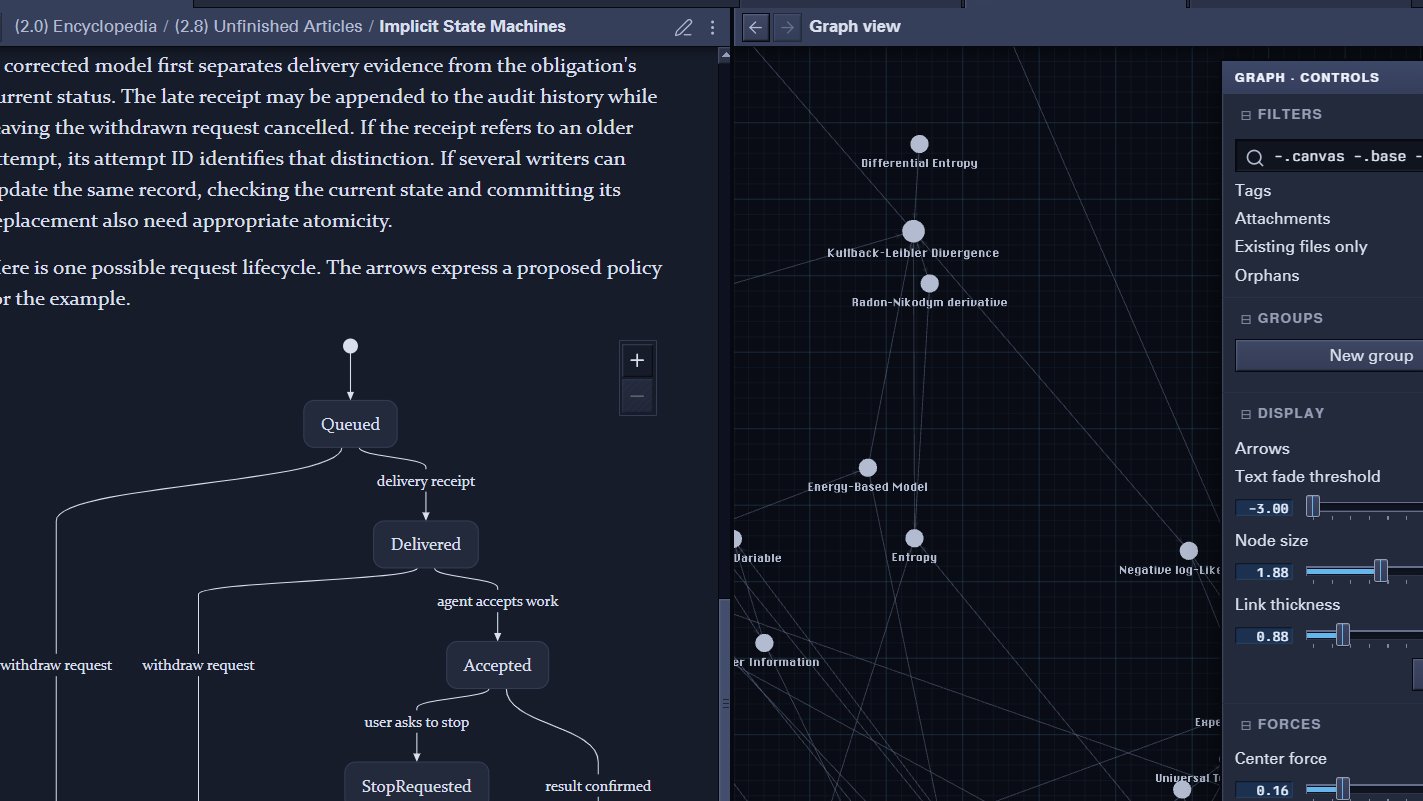 (2.0) Encyclopedia / (2.8) Unfinished Articles / Implicit State Machines
corrected model first separates delivery evidence from the obligation's
urrent status. The late receipt may be appended to the audit history while
eaving the withdrawn request cancelled. If the receipt refers to an older
ttempt, its attempt ID identifies that distinction. If several writers can
pdate the same record, checking the current state and committing its
eplacement also need appropriate atomicity.
ere is one possible request lifecycle. The arrows express a proposed policy
or the example.
+
−
Queued
delivery receipt
Delivered
agent accepts work
withdraw request
withdraw request
Accepted
user asks to stop
StopRequested
result confirmed
Graph view
Differential Entropy
Kullback-Leibler Divergence
Radon-Nikodym derivative
Energy-Based Model
Entropy
Variable
Negative log-Like
er Information
Expe
Universal T
GRAPH - CONTROLS
FILTERS
-.canvas -.base -
Tags
Attachments
Existing files only
Orphans
GROUPS
New group
DISPLAY
Arrows
Text fade threshold
-3.00
Node size
1.88
Link thickness
0.88
FORCES
Center force
0.16